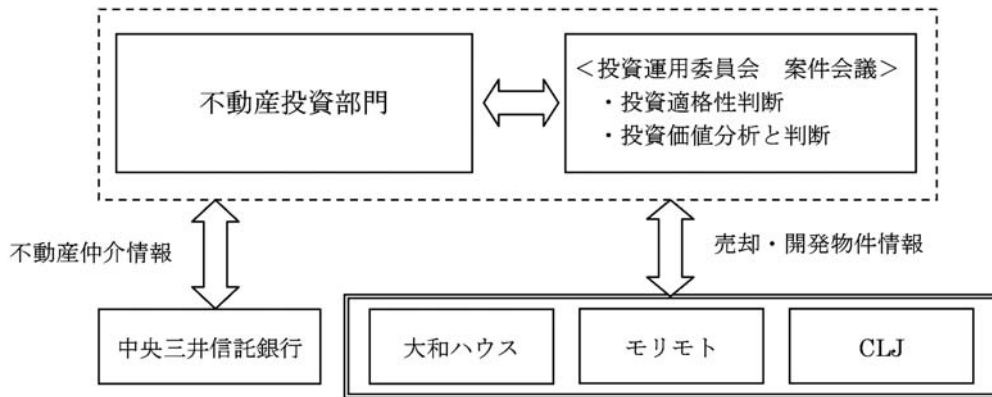 不動産投資部門
＜投資運用委員会　案件会議＞
・投資適格性判断
・投資価値分析と判断
不動産仲介情報
売却・開発物件情報
中央三井信託銀行
大和ハウス
モリモト
CLJ